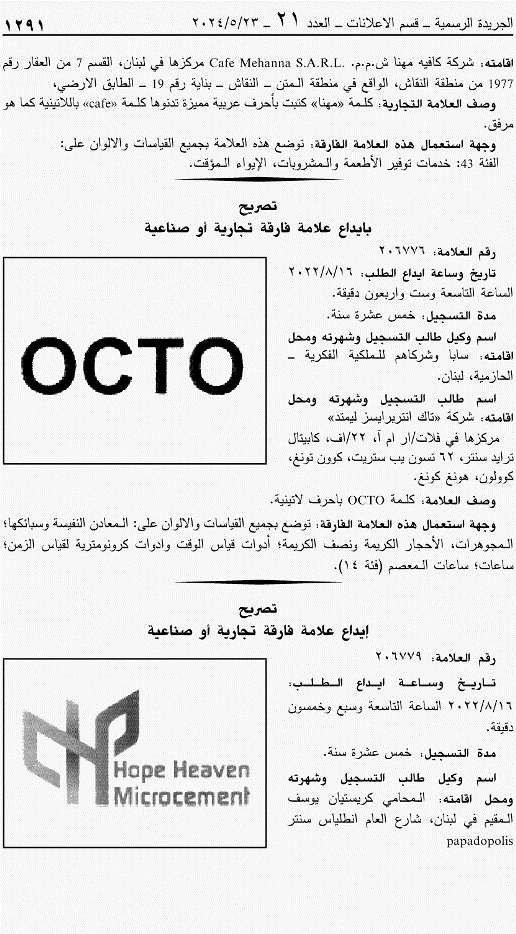 الجريدة الرسمية ــ قسم الاعلانات ــ العدد ٢١ ــ ٢٠٢٤/٥/٢٣
١٢٩١
اقامته: شركة كافيه مهنا ش.م.م. Cafe Mehanna S.A.R.L. مركزها في لبنان، القسم 7 من العقار رقم
1977 من منطقة النقاش، الواقع في منطقة المتن ــ النقاش ــ بناية رقم 19 ــ الطابق الارضي،
وصف العلامة التجارية: كلمة «مهنا» كتبت بأحرف عربية مميزة تدنوها كلمة «cafe» باللاتينية كما هو
مرفق.
وجهة استعمال هذه العلامة الفارقة: توضع هذه العلامة بجميع القياسات والالوان على:
الفئة 43: خدمات توفير الأطعمة والمشروبات، الإيواء المؤقت.
تصريح
بايداع علامة فارقة تجارية أو صناعية
رقم العلامة: ٢٠٦٧٧٦
تاريخ وساعة ايداع الطلب: ٢٠٢٢/٨/١٦
الساعة التاسعة وست واربعون دقيقة.
مدة التسجيل: خمس عشرة سنة.
اسم وكيل طالب التسجيل وشهرته ومحل
اقامته: سابا وشركاهم للملكية الفكرية ــ
الحازمية، لبنان.
اسم طالب التسجيل وشهرته ومحل
اقامته: شركة «تاك انتربرايسز ليمتد»
مركزها في فلات/ار ام آ، ٢٢/اف، كابيتال
ترايد سنتر، ٦٢ تسون يب ستريت، كوون تونغ،
كوولون، هونغ كونغ.
OCTO
وصف العلامة: كلمة OCTO باحرف لاتينية.
وجهة استعمال هذه العلامة الفارقة: توضع بجميع القياسات والالوان على: المعادن النفيسة وسبائكها؛
المجوهرات، الأحجار الكريمة ونصف الكريمة؛ أدوات قياس الوقت وادوات كرونومترية لقياس الزمن؛
ساعات؛ ساعات المعصم (فئة ١٤).
تصريح
إيداع علامة فارقة تجارية أو صناعية
رقم العلامة: ٢٠٦٧٧٩
تاريخ وساعة ايداع الطلب:
٢٠٢٢/٨/١٦ الساعة التاسعة وسبع وخمسون
دقيقة.
مدة التسجيل: خمس عشرة سنة.
اسم وكيل طالب التسجيل وشهرته
ومحل اقامته: المحامي كريستيان يوسف
المقيم في لبنان، شارع العام انطلياس سنتر
papadopolis
Hope Heaven
Microcement